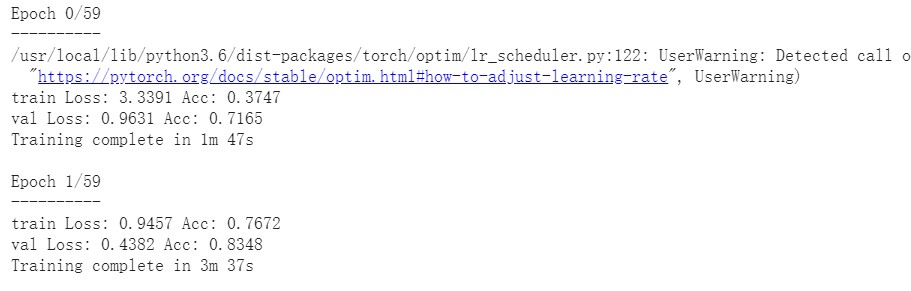 Epoch 0/59
----------
/usr/local/lib/python3.6/dist-packages/torch/optim/lr_scheduler.py:122: UserWarning: Detected call o
"https://pytorch.org/docs/stable/optim.html#how-to-adjust-learning-rate", UserWarning)
train Loss: 3.3391 Acc: 0.3747
val Loss: 0.9631 Acc: 0.7165
Training complete in 1m 47s
Epoch 1/59
----------
train Loss: 0.9457 Acc: 0.7672
val Loss: 0.4382 Acc: 0.8348
Training complete in 3m 37s